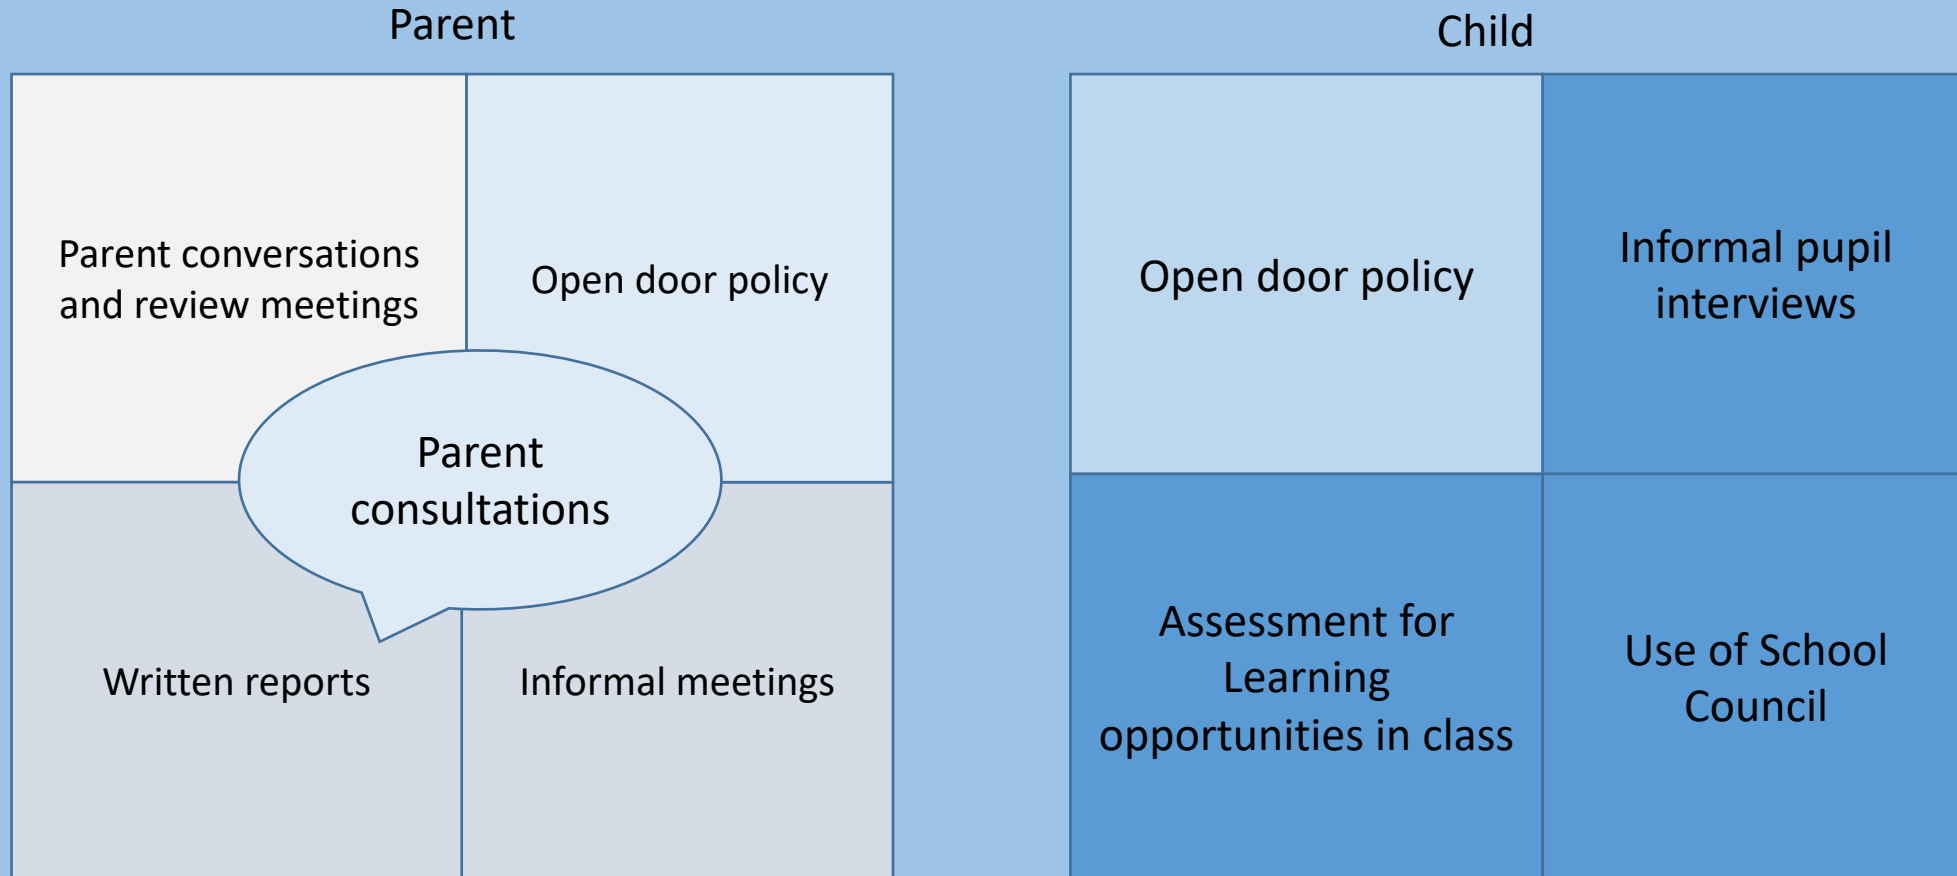 Parent
Parent conversations
and review meetings
Open door policy
Parent
consultations
Written reports
Informal meetings
Child
Open door policy
Informal pupil
interviews
Assessment for
Learning
opportunities in class
Use of School
Council